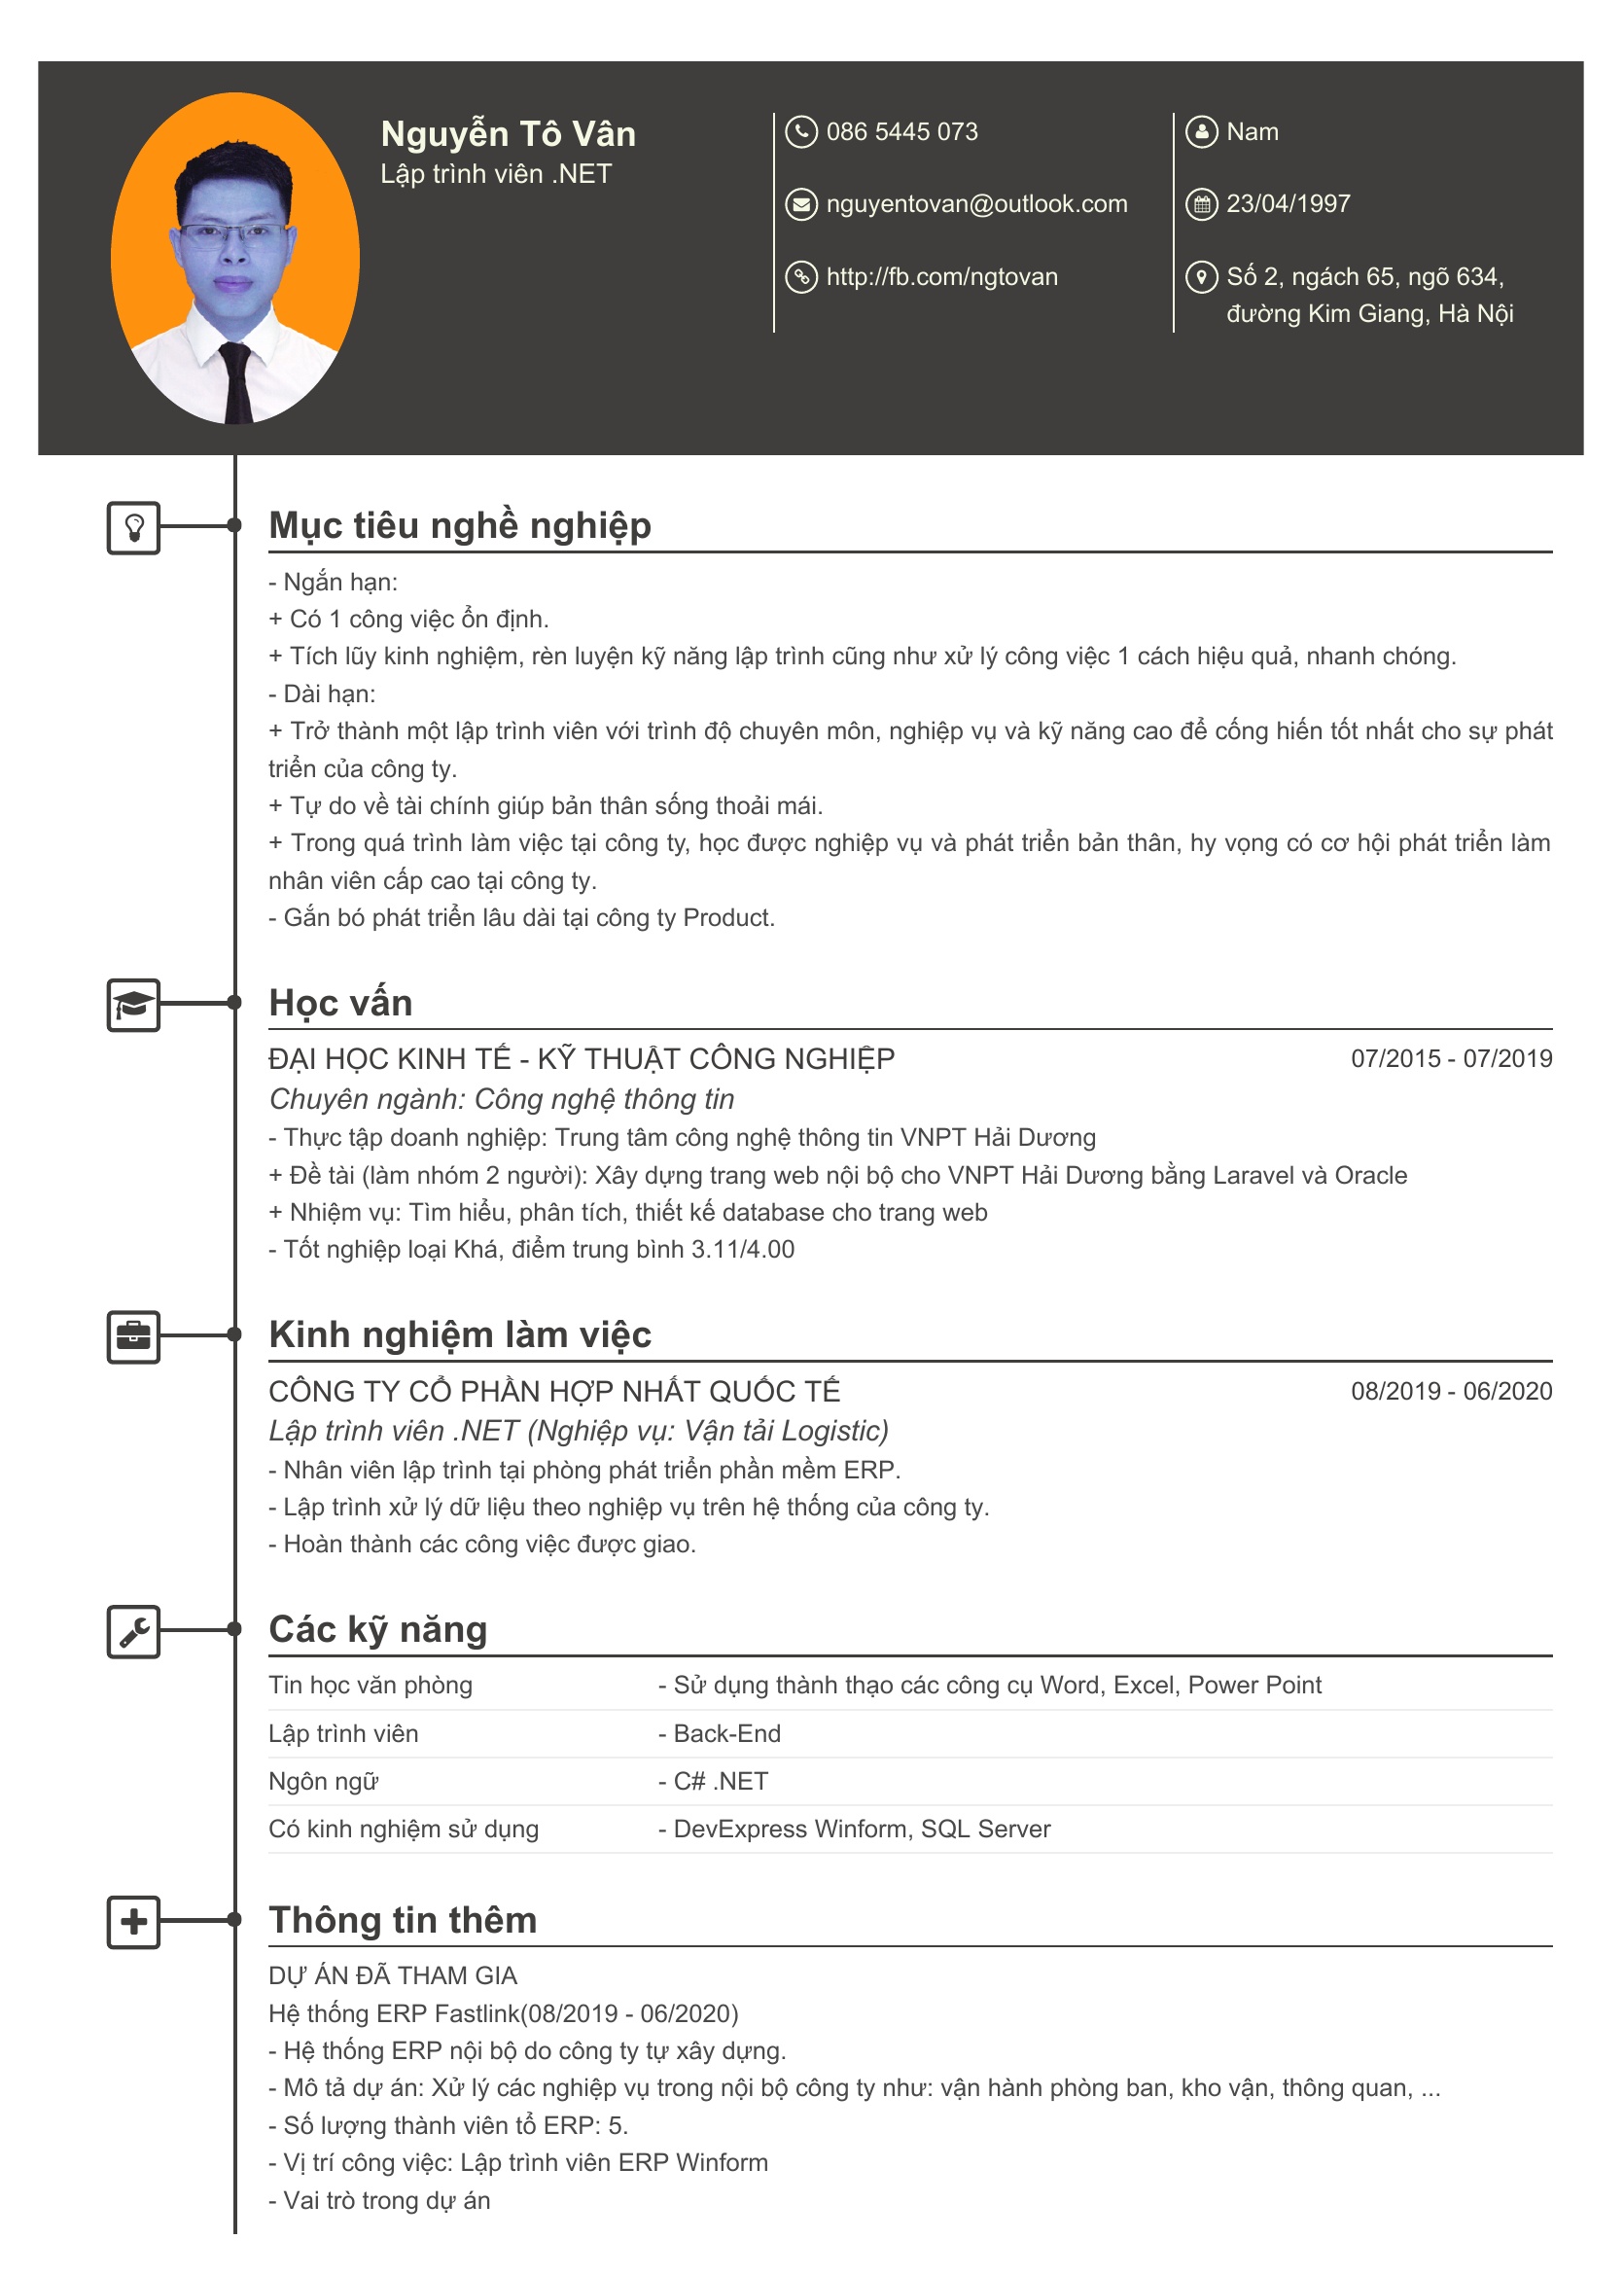 Nguyễn Tô Vân
Lập trình viên .NET
086 5445 073
nguyentovan@outlook.com
http://fb.com/ngtovan
Nam
23/04/1997
Số 2, ngách 65, ngõ 634,
đường Kim Giang, Hà Nội
Mục tiêu nghề nghiệp
- Ngắn hạn:
+ Có 1 công việc ổn định.
+ Tích lũy kinh nghiệm, rèn luyện kỹ năng lập trình cũng như xử lý công việc 1 cách hiệu quả, nhanh chóng.
- Dài hạn:
+ Trở thành một lập trình viên với trình độ chuyên môn, nghiệp vụ và kỹ năng cao để cống hiến tốt nhất cho sự phát
triển của công ty.
+ Tự do về tài chính giúp bản thân sống thoải mái.
+ Trong quá trình làm việc tại công ty, học được nghiệp vụ và phát triển bản thân, hy vọng có cơ hội phát triển làm
nhân viên cấp cao tại công ty.
- Gắn bó phát triển lâu dài tại công ty Product.
Học vấn
ĐẠI HỌC KINH TẾ - KỸ THUẬT CÔNG NGHIỆP 07/2015 - 07/2019
Chuyên ngành: Công nghệ thông tin
- Thực tập doanh nghiệp: Trung tâm công nghệ thông tin VNPT Hải Dương
+ Đề tài (làm nhóm 2 người): Xây dựng trang web nội bộ cho VNPT Hải Dương bằng Laravel và Oracle
+ Nhiệm vụ: Tìm hiểu, phân tích, thiết kế database cho trang web
- Tốt nghiệp loại Khá, điểm trung bình 3.11/4.00
Kinh nghiệm làm việc
CÔNG TY CỔ PHẦN HỢP NHẤT QUỐC TẾ 08/2019 - 06/2020
Lập trình viên .NET (Nghiệp vụ: Vận tải Logistic)
- Nhân viên lập trình tại phòng phát triển phần mềm ERP.
- Lập trình xử lý dữ liệu theo nghiệp vụ trên hệ thống của công ty.
- Hoàn thành các công việc được giao.
Các kỹ năng
Tin học văn phòng - Sử dụng thành thạo các công cụ Word, Excel, Power Point
Lập trình viên - Back-End
Ngôn ngữ - C# .NET
Có kinh nghiệm sử dụng - DevExpress Winform, SQL Server
Thông tin thêm
DỰ ÁN ĐÃ THAM GIA
Hệ thống ERP Fastlink(08/2019 - 06/2020)
- Hệ thống ERP nội bộ do công ty tự xây dựng.
- Mô tả dự án: Xử lý các nghiệp vụ trong nội bộ công ty như: vận hành phòng ban, kho vận, thông quan, ...
- Số lượng thành viên tổ ERP: 5.
- Vị trí công việc: Lập trình viên ERP Winform
- Vai trò trong dự án